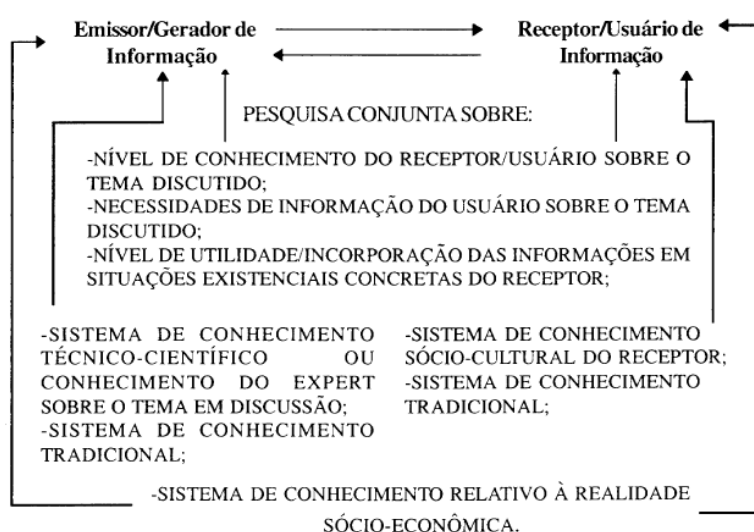 Emissor/Gerador de
Informação
Receptor/Usuário de
Informação
PESQUISA CONJUNTA SOBRE:
-NÍVEL DE CONHECIMENTO DO RECEPTOR/USUÁRIO SOBRE O
TEMA DISCUTIDO;
-NECESSIDADES DE INFORMAÇÃO DO USUÁRIO SOBRE O TEMA
DISCUTIDO;
-NÍVEL DE UTILIDADE/INCORPORAÇÃO DAS INFORMAÇÕES EM
SITUAÇÕES EXISTENCIAIS CONCRETAS DO RECEPTOR;
-SISTEMA DE CONHECIMENTO
TÉCNICO-CIENTÍFICO OU
CONHECIMENTO DO EXPERT
SOBRE O TEMA EM DISCUSSÃO;
-SISTEMA DE CONHECIMENTO
TRADICIONAL;
-SISTEMA DE CONHECIMENTO
SÓCIO-CULTURAL DO RECEPTOR;
-SISTEMA DE CONHECIMENTO
TRADICIONAL;
-SISTEMA DE CONHECIMENTO RELATIVO À REALIDADE
SÓCIO-ECONÔMICA.